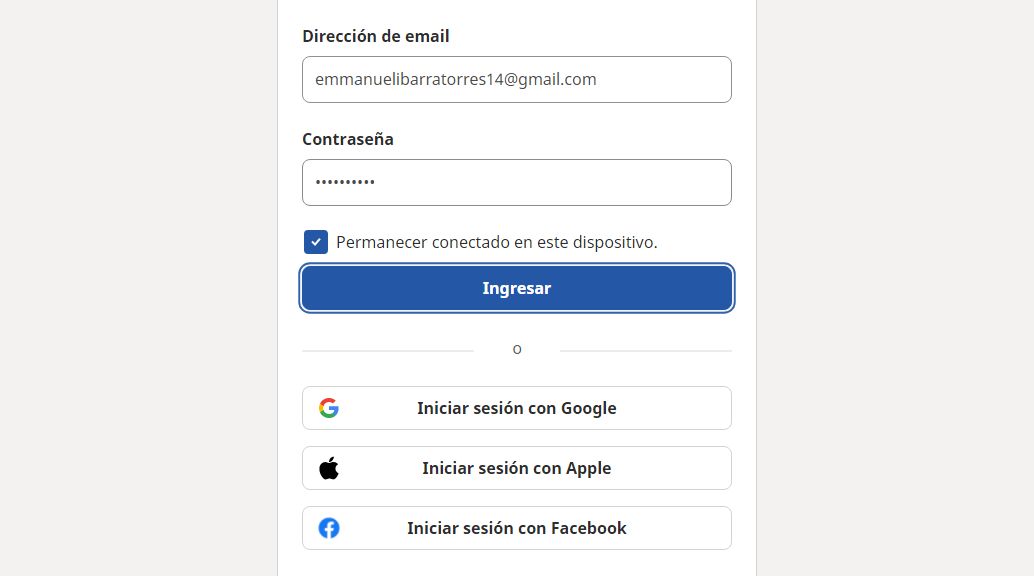 Dirección de email
emmanuelibarratorres14@gmail.com
Contraseña
••••••••••
Permanecer conectado en este dispositivo.
Ingresar
o
Iniciar sesión con Google
Iniciar sesión con Apple
Iniciar sesión con Facebook